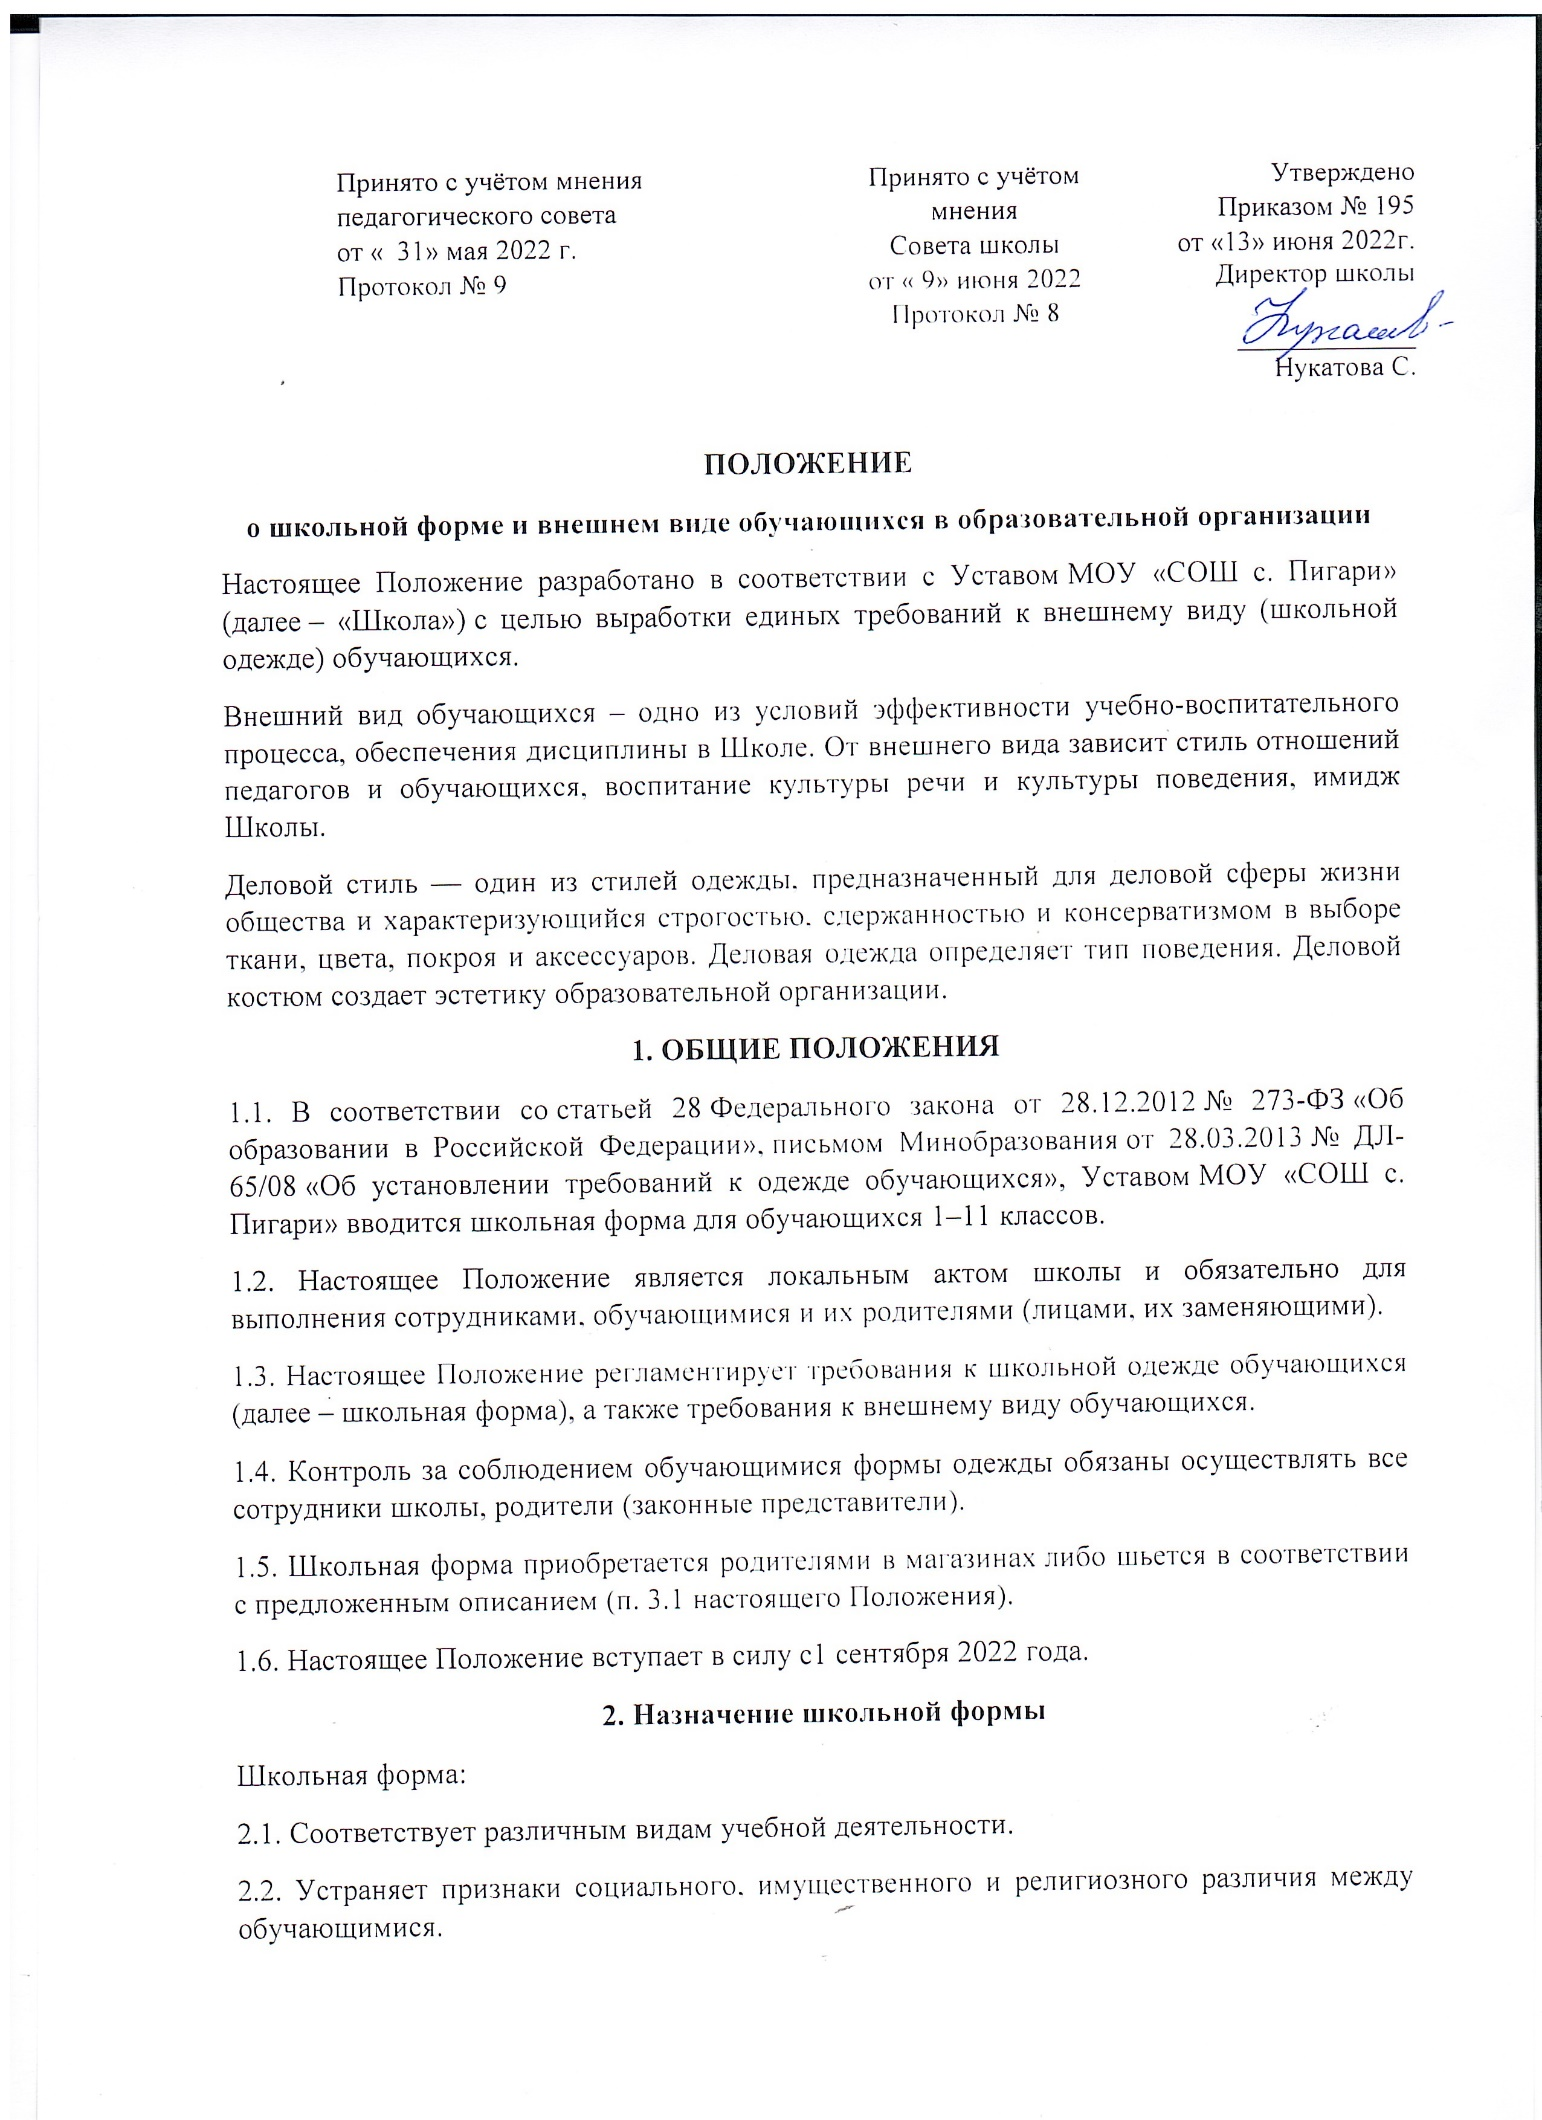 Принято с учётом мнения
педагогического совета
от «  31» мая 2022 г.
Протокол № 9
Принято с учётом
мнения
Совета школы
от « 9» июня 2022
Протокол № 8
Утверждено
Приказом № 195
от «13» июня 2022г.
Директор школы
Нукатова С.
ПОЛОЖЕНИЕ
о школьной форме и внешнем виде обучающихся в образовательной организации
Настоящее Положение разработано в соответствии с Уставом МОУ «СОШ с. Пигари»
(далее – «Школа») с целью выработки единых требований к внешнему виду (школьной
одежде) обучающихся.
Внешний вид обучающихся – одно из условий эффективности учебно-воспитательного
процесса, обеспечения дисциплины в Школе. От внешнего вида зависит стиль отношений
педагогов и обучающихся, воспитание культуры речи и культуры поведения, имидж
Школы.
Деловой стиль — один из стилей одежды, предназначенный для деловой сферы жизни
общества и характеризующийся строгостью, сдержанностью и консерватизмом в выборе
ткани, цвета, покроя и аксессуаров. Деловая одежда определяет тип поведения. Деловой
костюм создает эстетику образовательной организации.
1. ОБЩИЕ ПОЛОЖЕНИЯ
1.1. В соответствии со статьей 28 Федерального закона от 28.12.2012 № 273-ФЗ «Об
образовании в Российской Федерации», письмом Минобразования от 28.03.2013 № ДЛ-
65/08 «Об установлении требований к одежде обучающихся», Уставом МОУ «СОШ с.
Пигари» вводится школьная форма для обучающихся 1–11 классов.
1.2. Настоящее Положение является локальным актом школы и обязательно для
выполнения сотрудниками, обучающимися и их родителями (лицами, их заменяющими).
1.3. Настоящее Положение регламентирует требования к школьной одежде обучающихся
(далее – школьная форма), а также требования к внешнему виду обучающихся.
1.4. Контроль за соблюдением обучающимися формы одежды обязаны осуществлять все
сотрудники школы, родители (законные представители).
1.5. Школьная форма приобретается родителями в магазинах либо шьется в соответствии
с предложенным описанием (п. 3.1 настоящего Положения).
1.6. Настоящее Положение вступает в силу с1 сентября 2022 года.
2. Назначение школьной формы
Школьная форма:
2.1. Соответствует различным видам учебной деятельности.
2.2. Устраняет признаки социального, имущественного и религиозного различия между
обучающимися.